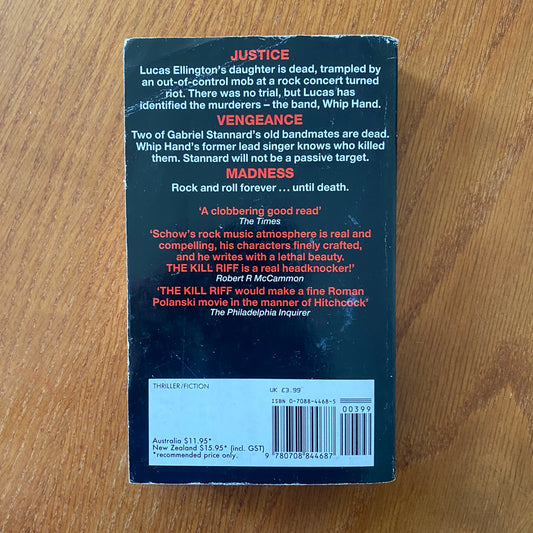 JUSTICE
Lucas Ellington's daughter is dead, trampled by
an out-of-control mob at a rock concert turned
riot. There was no trial, but Lucas has
identified the murderers – the band, Whip Hand.
VENGEANCE
Two of Gabriel Stannard's old bandmates are dead.
Whip Hand's former lead singer knows who killed
them. Stannard will not be a passive target.
MADNESS
Rock and roll forever ... until death.
'A clobbering good read'
The Times
'Schow's rock music atmosphere is real and
compelling, his characters finely crafted,
and he writes with a lethal beauty.
THE KILL RIFF is a real headknocker!'
Robert R McCammon
'THE KILL RIFF would make a fine Roman
Polanski movie in the manner of Hitchcock'
The Philadelphia Inquirer
THRILLER/FICTION
UK £3.99
ISBN 0-7088-4468-5
00399
Australia $11.95*
New Zealand $15.95* (incl. GST)
*recommended price only.
9 780708 844687